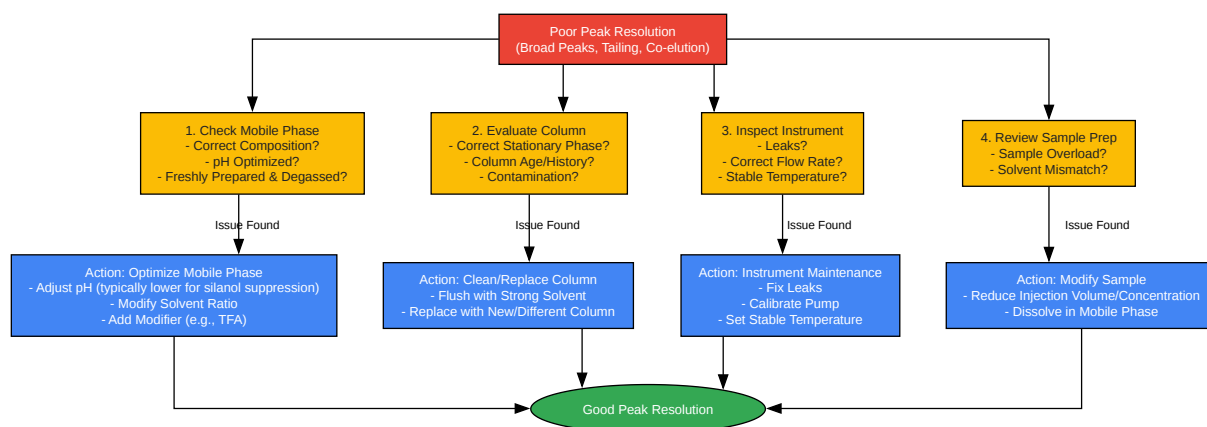 Poor Peak Resolution
(Broad Peaks, Tailing, Co-elution)
1. Check Mobile Phase
- Correct Composition?
- pH Optimized?
- Freshly Prepared & Degassed?
2. Evaluate Column
- Correct Stationary Phase?
- Column Age/History?
- Contamination?
3. Inspect Instrument
- Leaks?
- Correct Flow Rate?
- Stable Temperature?
4. Review Sample Prep
- Sample Overload?
- Solvent Mismatch?
Issue Found
Issue Found
Issue Found
Issue Found
Action: Optimize Mobile Phase
- Adjust pH (typically lower for silanol suppression)
- Modify Solvent Ratio
- Add Modifier (e.g., TFA)
Action: Clean/Replace Column
- Flush with Strong Solvent
- Replace with New/Different Column
Action: Instrument Maintenance
- Fix Leaks
- Calibrate Pump
- Set Stable Temperature
Action: Modify Sample
- Reduce Injection Volume/Concentration
- Dissolve in Mobile Phase
Good Peak Resolution